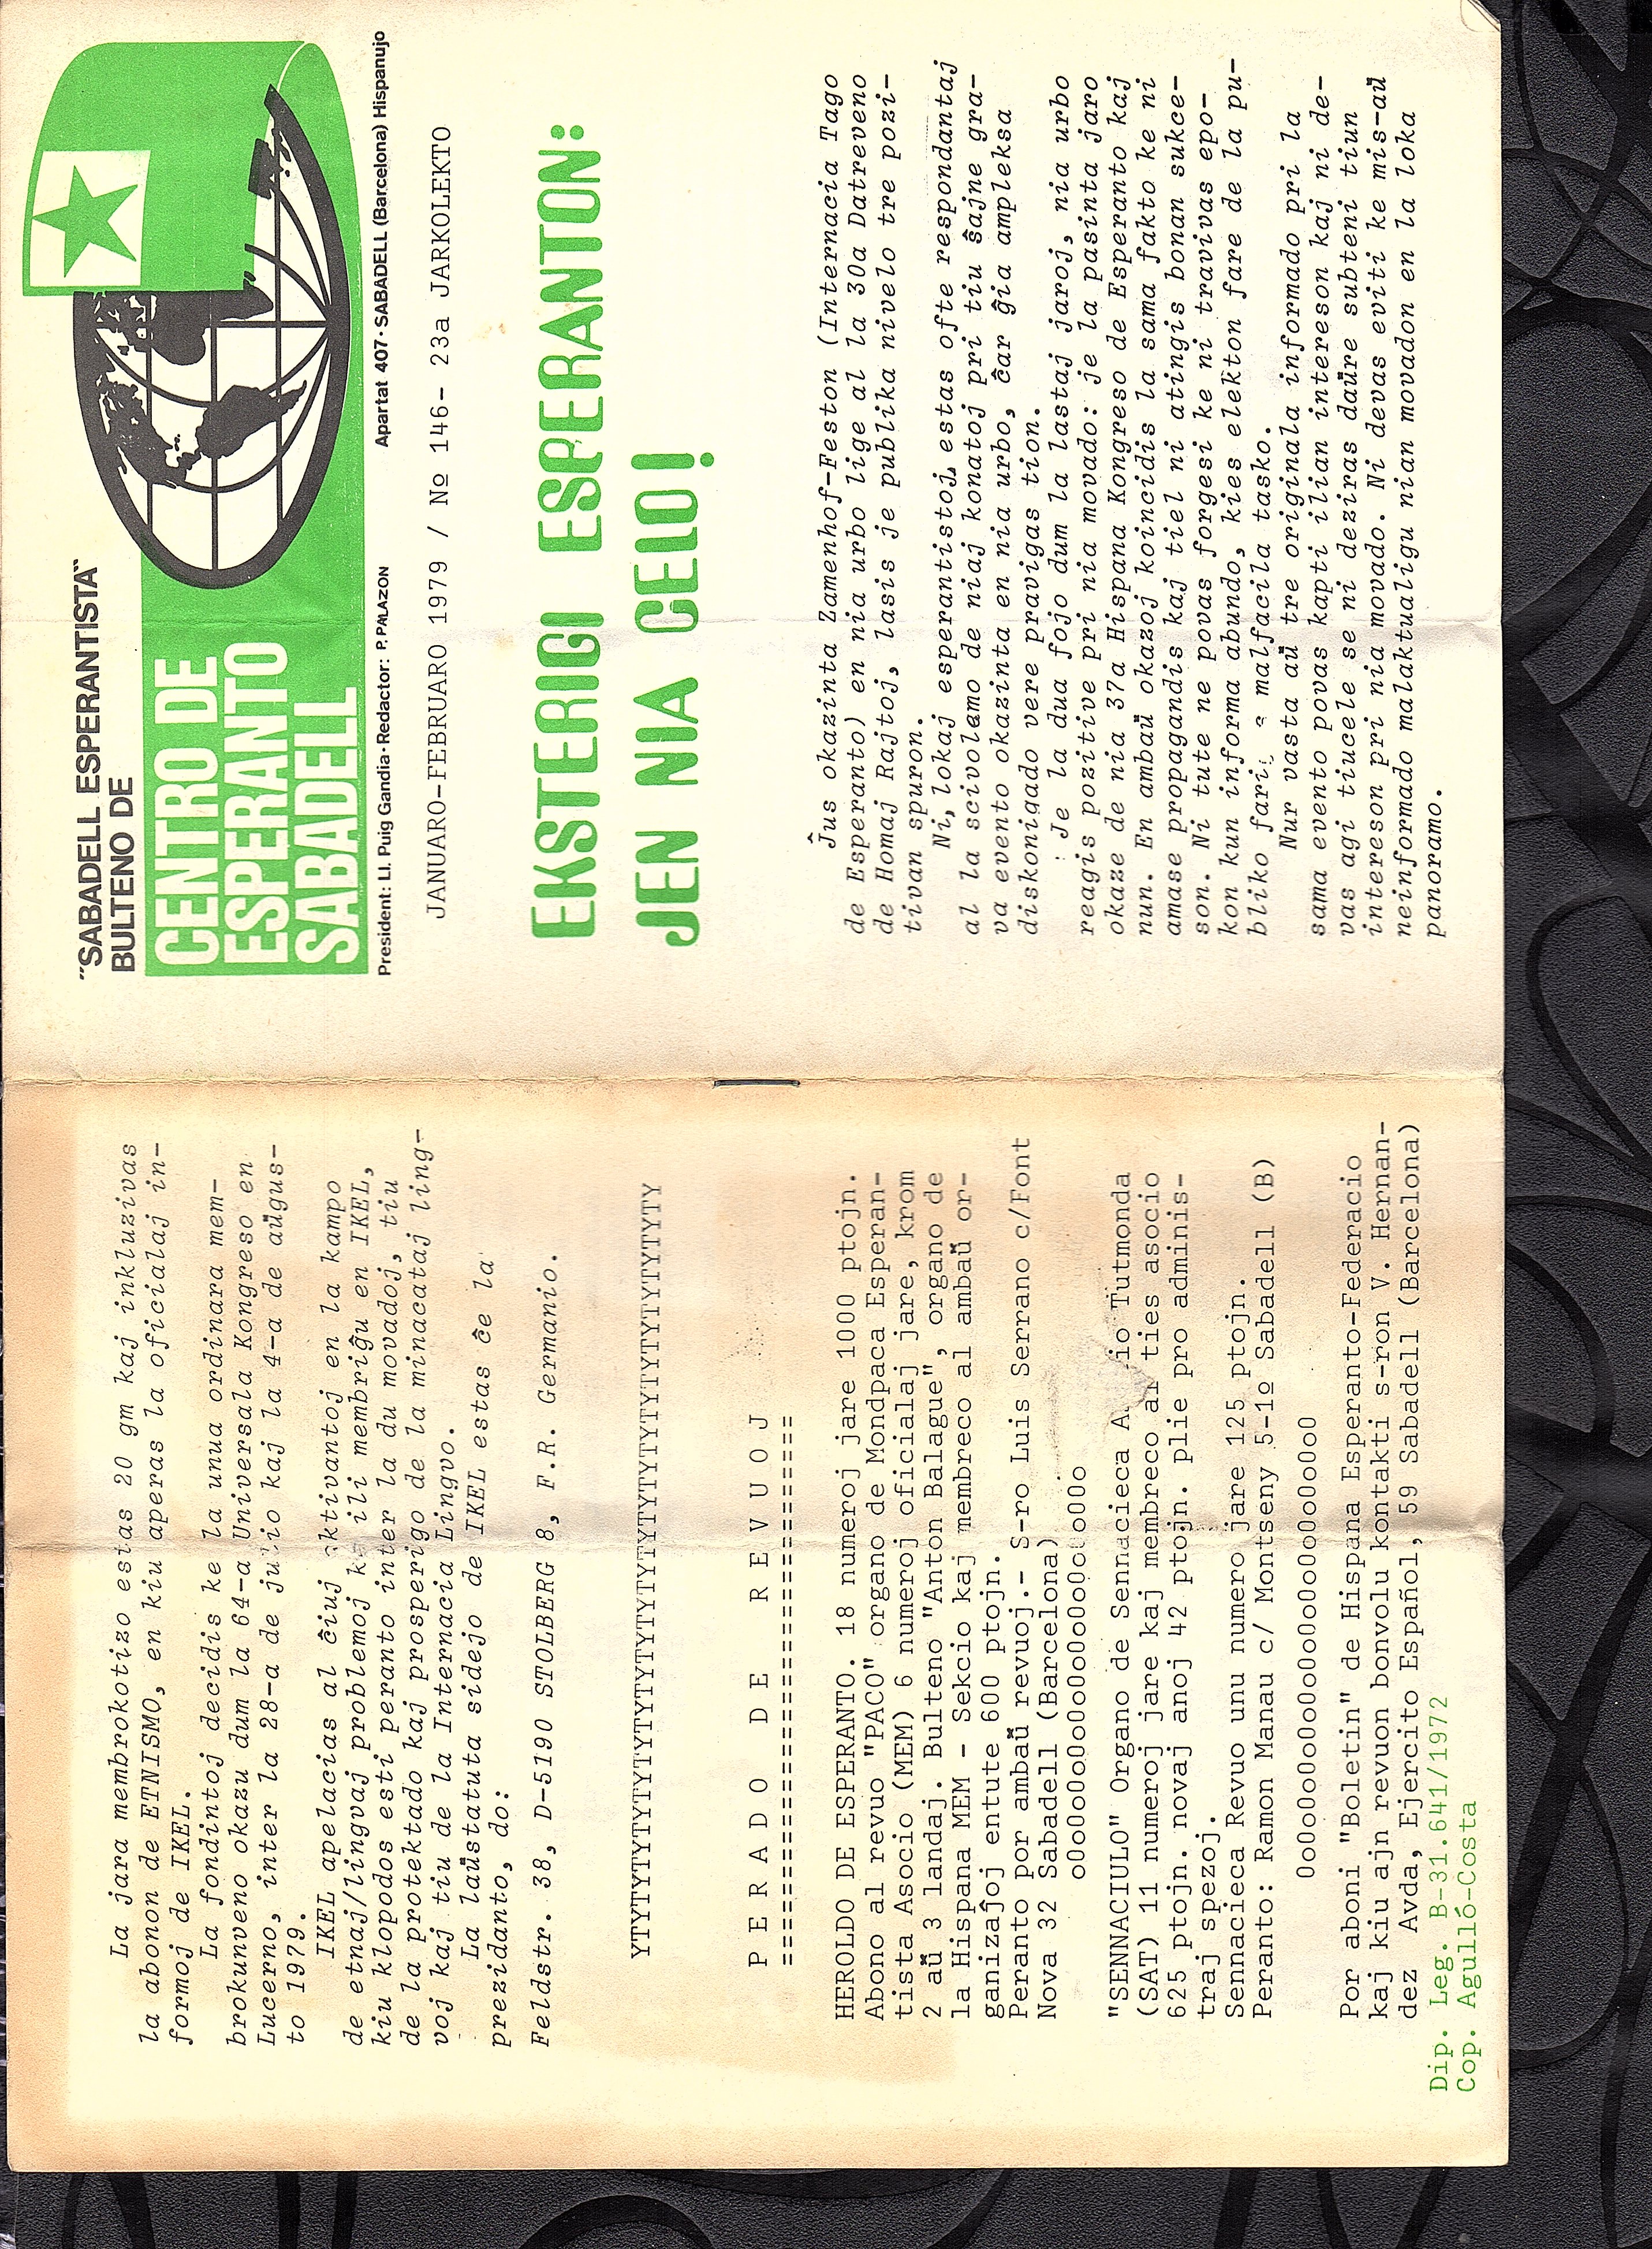 "SABADELL ESPERANTISTA"
BULTENO DE
CENTRO DE
ESPERANTO
SABADELL
President: Ll. Puig Gandia · Redactor: P. PALAZON Apartat 407 · SABADELL (Barcelona) Hispanujo
JANUARO-FEBRUARO 1979 / Nº 146- 23a JARKOLEKTO
EKSTERIGI ESPERANTON:
JEN NIA CELO!
Ĵus okazinta Zamenhof-Feston (Internacia Tago
de Esperanto) en nia urbo lige al la 30a Datreveno
de Homaj Rajtoj, lasis je publika nivelo tre pozi-
tivan spuron.
Ni, lokaj esperantistoj, estas ofte respondantaj
al la scivolemo de niaj konatoj pri tiu ŝajne gra-
va evento okazinta en nia urbo, ĉar ĝia ampleksa
diskonigado vere pravigas tion.
Je la dua fojo dum la lastaj jaroj, nia urbo
reagis pozitive pri nia movado: je la pasinta jaro
okaze de nia 37a Hispana Kongreso de Esperanto kaj
nun. En ambaŭ okazoj koincidis la sama fakto ke ni
amase propagandis kaj tiel ni atingis bonan sukce-
son. Ni tute ne povas forgesi ke ni travivas epo-
kon kun informa abundo, kies elekton fare de la pu-
bliko malfacila tasko.
Nur vasta aŭ tre originala informado pri la
sama evento povas kapti ilian intereson kaj ni de-
vas agi tiucele se ni deziras daŭre subteni tiun
intereson pri nia movado. Ni devas eviti ke mis-aŭ
neinformado malaktualigu nian movadon en la loka
panoramo.
La jara membrokotizo estas 20 gm kaj inkluzivas
la abonon de ETNISMO, en kiu aperas la oficialaj in-
formoj de IKEL.
La fondintoj decidis ke la unua ordinara mem-
brokunveno okazu dum la 64-a Universala Kongreso en
Lucerno, inter la 28-a de julio kaj la 4-a de aŭgus-
to 1979.
IKEL apelacias al ĉiuj aktivantoj en la kampo
de etnaj/lingvaj problemoj ke ili membriĝu en IKEL,
kiu klopodos esti peranto inter la du movadoj, tiu
de la protektado kaj prosperigo de la minacataj ling-
voj kaj tiu de la Internacia Lingvo.
La laŭstatuta sidejo de IKEL estas ĉe la
prezidanto, do:
Feldstr. 38, D-5190 STOLBERG 8, F.R. Germanio.
YTYTYTYTYTYTYTYTYTYTYTYTYTYTYTYTYTYTYTYTYTYTYTY
P E R A D O   D E   R E V U O J
===============================
HEROLDO DE ESPERANTO. 18 numeroj jare 1000 ptojn.
Abono al revuo "PACO" organo de Mondpaca Esperan-
tista Asocio (MEM) 6 numeroj oficialaj jare, krom
2 aŭ 3 landaj. Bulteno "Anton Balague", organo de
la Hispana MEM - Sekcio kaj membreco al ambaŭ or-
ganizaĵoj entute 600 ptojn.
Peranto por ambaŭ revuoj.- S-ro Luis Serrano c/Font
Nova 32 Sabadell (Barcelona)
oOoOoOoOoOoOoOoOoOoOoOoOoOo
"SENNACIULO" Organo de Sennacieca Tutmonda
(SAT) 11 numeroj jare kaj membreco al ties asocio
625 ptojn. novaj anoj 42 ptojn. plie pro adminis-
traj spezoj.
Sennacieca Revuo unu numero jare 125 ptojn.
Peranto: Ramon Manau c/ Montseny 5-1º Sabadell (B)
OoOoOoOoOoOoOoOoOoOoOoOoOoOoOoO
Por aboni "Boletin" de Hispana Esperanto-Federacio
kaj kiu ajn revuon bonvolu kontakti s-ron V. Hernan-
dez Avda, Ejercito Español, 59 Sabadell (Barcelona)
Dip. Leg. B-31.641/1972
Cop. Agulló-Costa